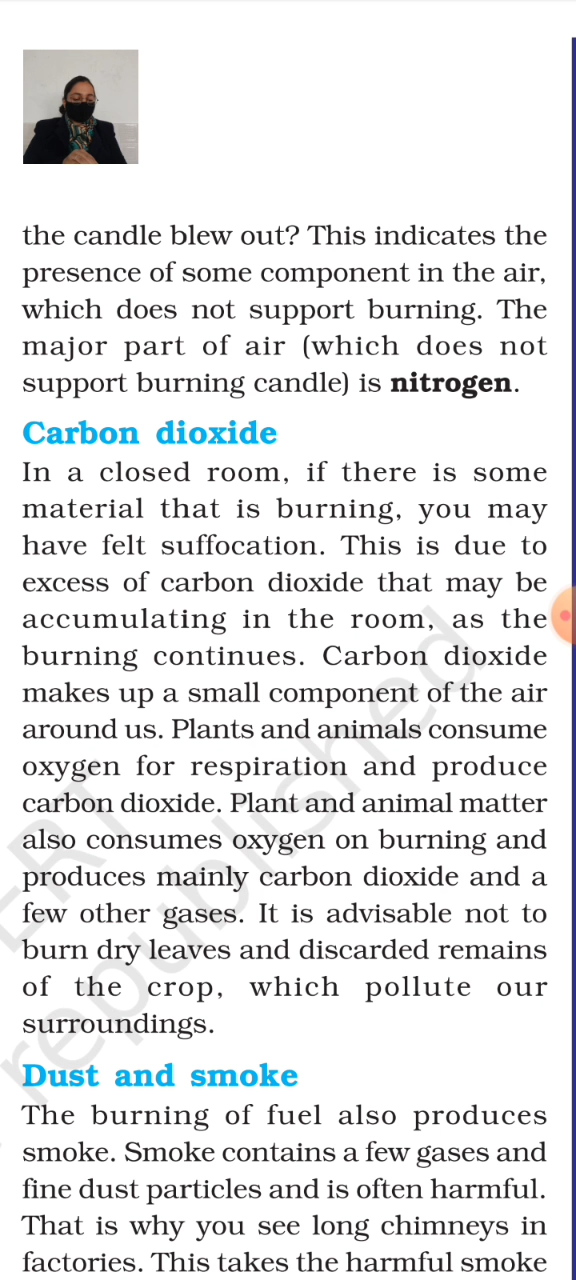 the candle blew out? This indicates the
presence of some component in the air,
which does not support burning. The
major part of air (which does not
support burning candle) is nitrogen.
Carbon dioxide
In a closed room, if there is some
material that is burning, you may
have felt suffocation. This is due to
excess of carbon dioxide that may be
accumulating in the room, as the
burning continues. Carbon dioxide
makes up a small component of the air
around us. Plants and animals consume
oxygen for respiration and produce
carbon dioxide. Plant and animal matter
also consumes oxygen on burning and
produces mainly carbon dioxide and a
few other gases. It is advisable not to
burn dry leaves and discarded remains
of the crop, which pollute our
surroundings.
Dust and smoke
The burning of fuel also produces
smoke. Smoke contains a few gases and
fine dust particles and is often harmful.
That is why you see long chimneys in
factories. This takes the harmful smoke
ERT
republished